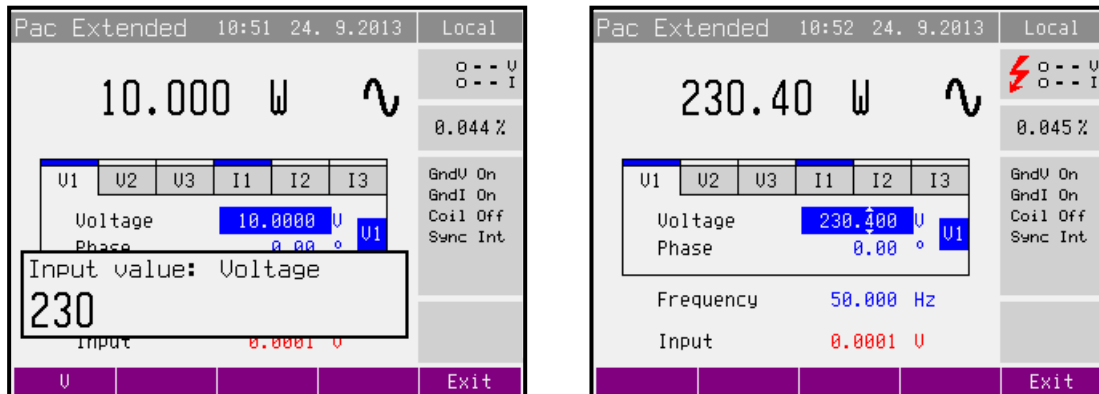 Pac Extended 10:51 24. 9.2013 Local
o-- V
o-- I
10.000 W
0.044%
V1 V2 V3 I1 I2 I3
GndV On
GndI On
Coil Off
Sync Int
Voltage 10.0000 V
V1
Phase 0.00 °
Input value: Voltage
230
Input 0.0001 V
V Exit
Pac Extended 10:52 24. 9.2013 Local
o-- V
o-- I
230.40 W
0.045%
V1 V2 V3 I1 I2 I3
GndV On
GndI On
Coil Off
Sync Int
Voltage 230.400 V
V1
Phase 0.00 °
Frequency 50.000 Hz
Input 0.0001 V
Exit